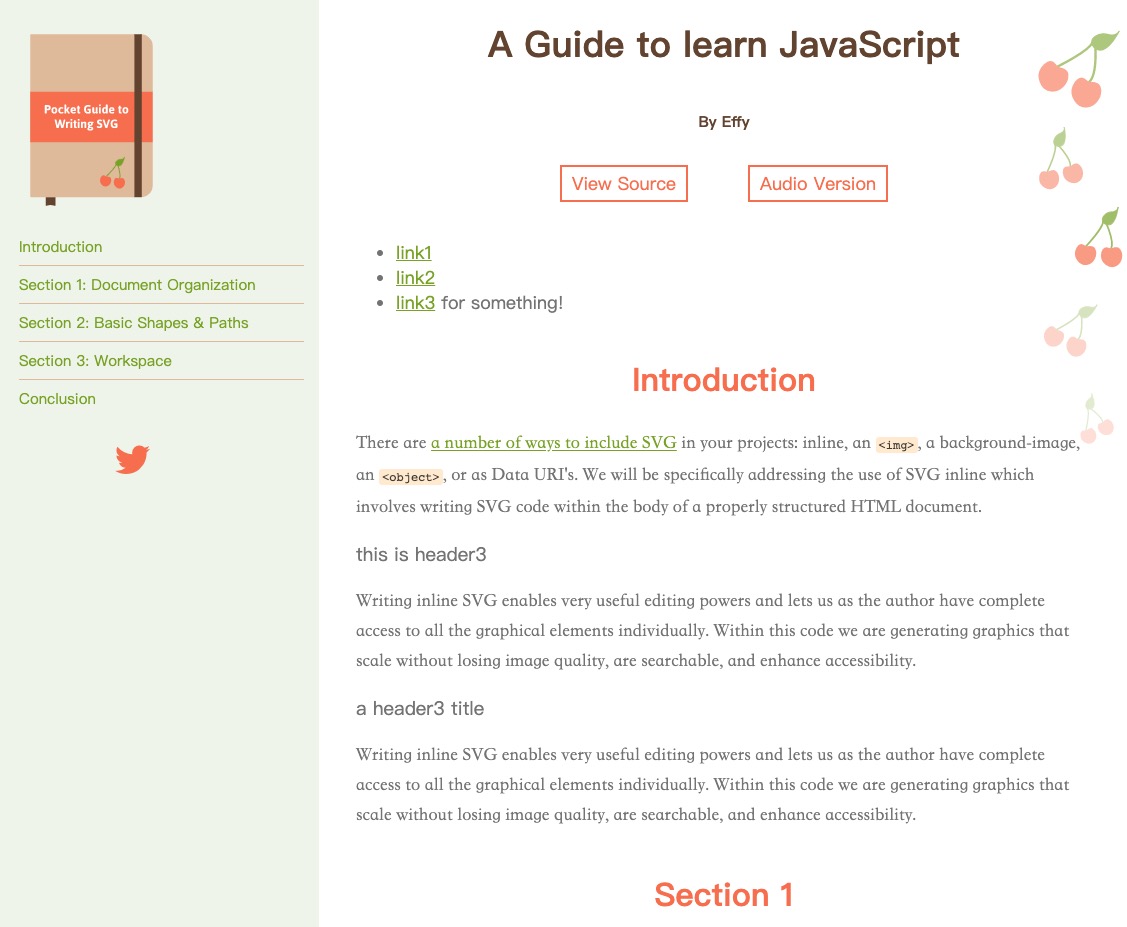 Pocket Guide to
Writing SVG
Introduction
Section 1: Document Organization
Section 2: Basic Shapes & Paths
Section 3: Workspace
Conclusion
A Guide to learn JavaScript
By Effy
View Source
Audio Version
link1
link2
link3 for something!
Introduction
There are a number of ways to include SVG in your projects: inline, an <img>, a background-image,
an <object>, or as Data URI's. We will be specifically addressing the use of SVG inline which
involves writing SVG code within the body of a properly structured HTML document.
this is header3
Writing inline SVG enables very useful editing powers and lets us as the author have complete
access to all the graphical elements individually. Within this code we are generating graphics that
scale without losing image quality, are searchable, and enhance accessibility.
a header3 title
Writing inline SVG enables very useful editing powers and lets us as the author have complete
access to all the graphical elements individually. Within this code we are generating graphics that
scale without losing image quality, are searchable, and enhance accessibility.
Section 1